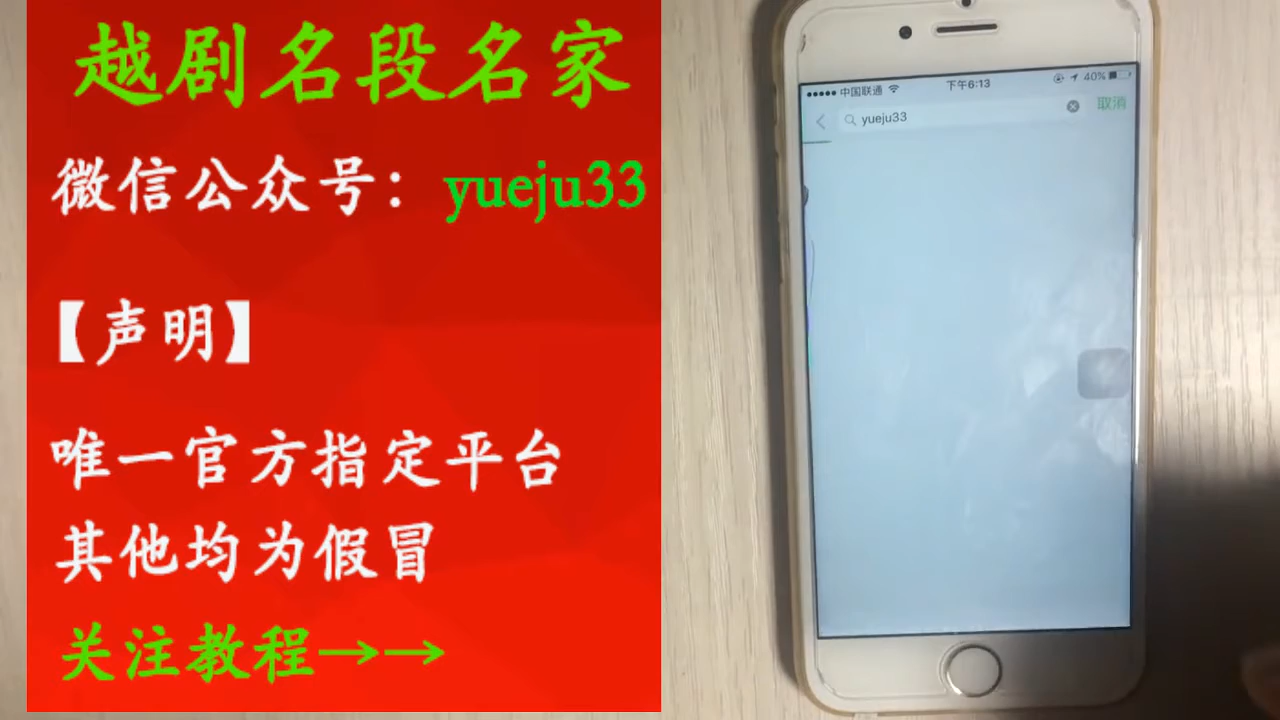 越剧名段名家
微信公众号：yueju33
【声明】
唯一官方指定平台
其他均为假冒
关注教程→→
中国联通 下午6:13 40%
yueju33 取消